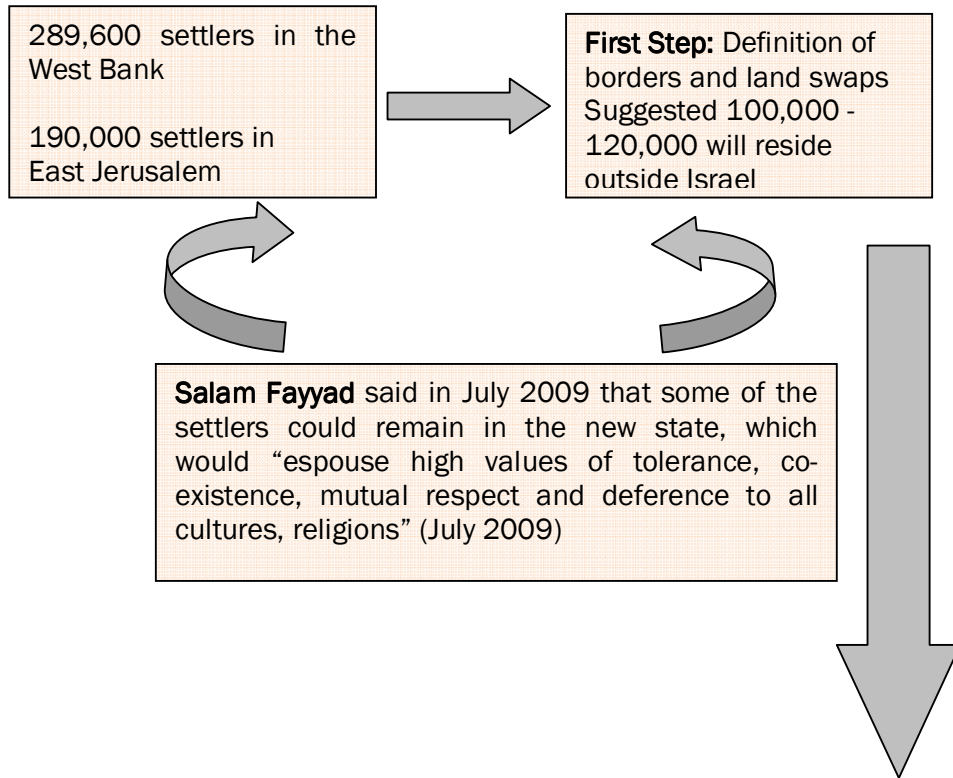 289,600 settlers in the
West Bank
190,000 settlers in
East Jerusalem
First Step: Definition of
borders and land swaps
Suggested 100,000 -
120,000 will reside
outside Israel
Salam Fayyad said in July 2009 that some of the
settlers could remain in the new state, which
would “espouse high values of tolerance, co-
existence, mutual respect and deference to all
cultures, religions” (July 2009)